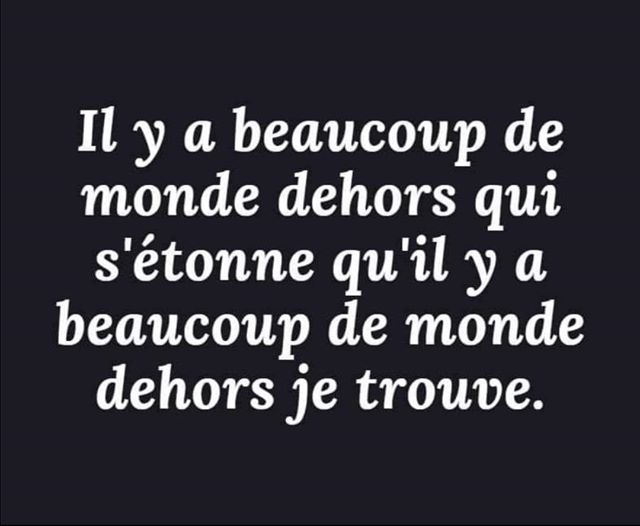 Il y a beaucoup de
monde dehors qui
s'étonne qu'il y a
beaucoup de monde
dehors je trouve.